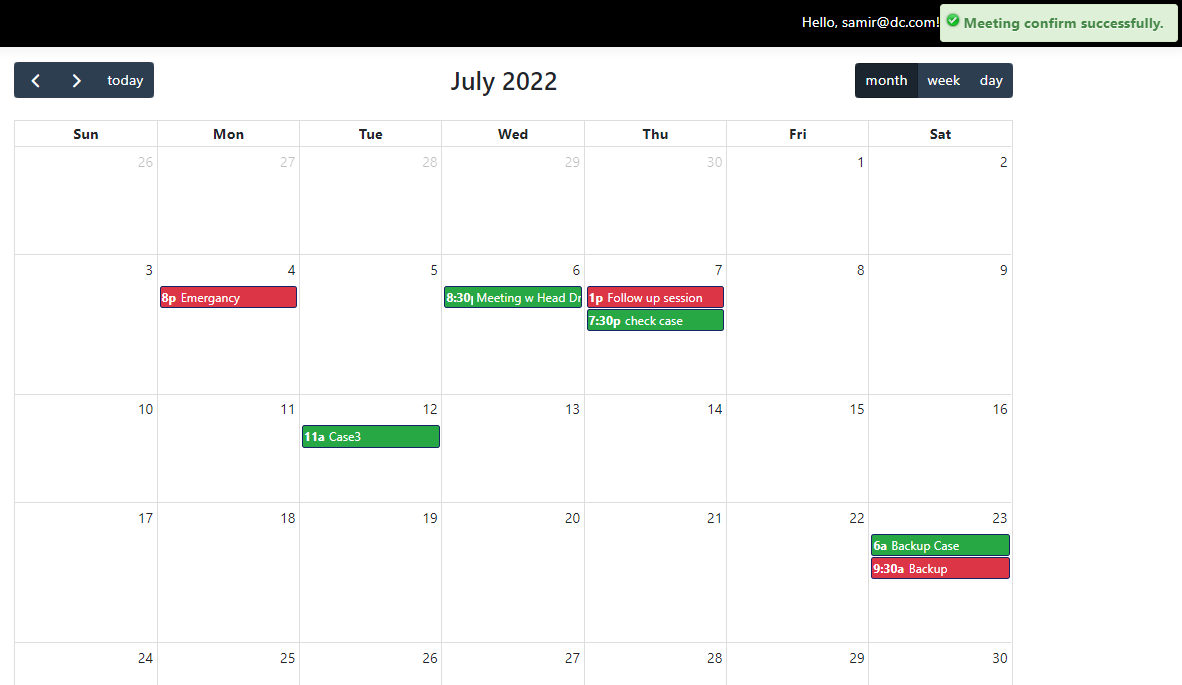 Hello, samir@dc.com!
Meeting confirm successfully.
today
July 2022
month week day
Sun Mon Tue Wed Thu Fri Sat
26 27 28 29 30 1 2
3 4 5 6 7 8 9
8p Emergancy
8:30p Meeting w Head Dr
1p Follow up session
7:30p check case
10 11 12 13 14 15 16
11a Case3
17 18 19 20 21 22 23
6a Backup Case
9:30a Backup
24 25 26 27 28 29 30